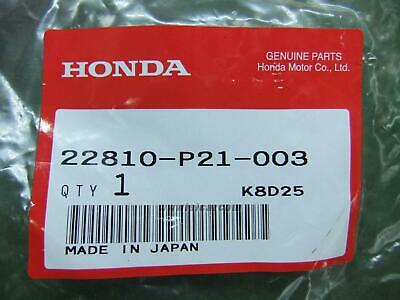 HONDA
GENUINE PARTS
Honda Motor Co., Ltd.
22810-P21-003
QTY 1 K8D25
MADE IN JAPAN